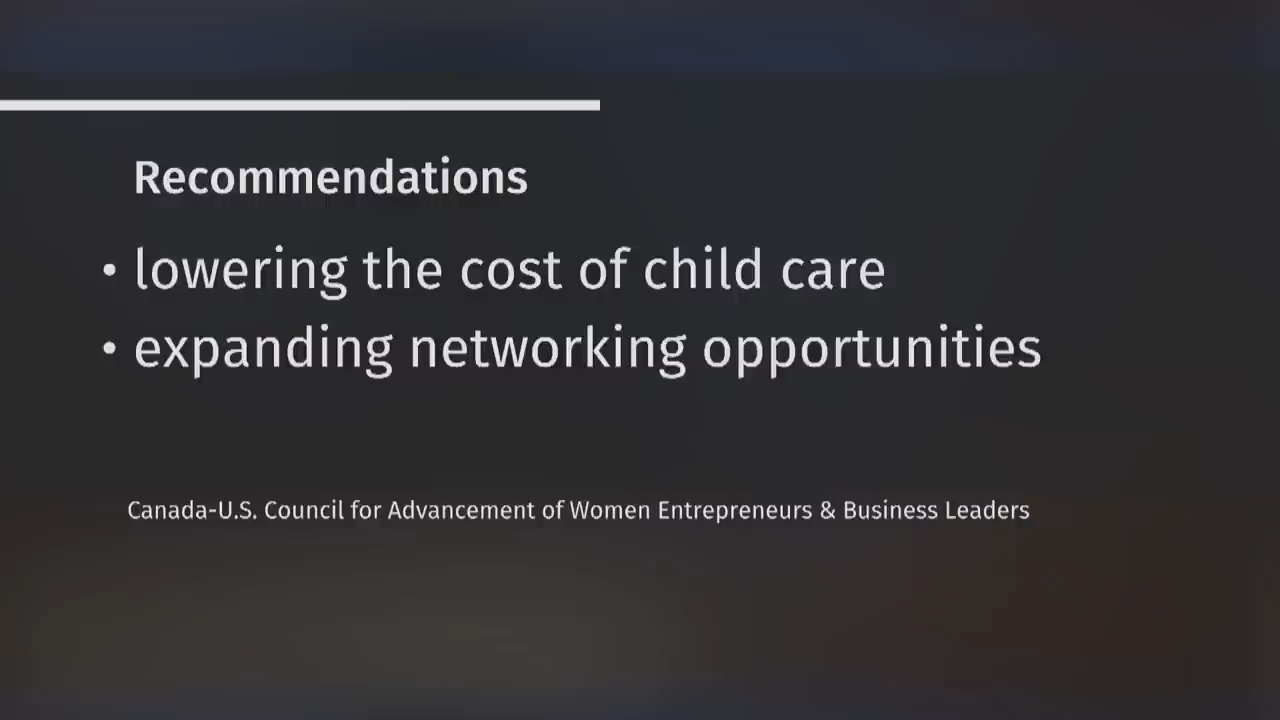 Recommendations
• lowering the cost of child care
• expanding networking opportunities
Canada-U.S. Council for Advancement of Women Entrepreneurs & Business Leaders